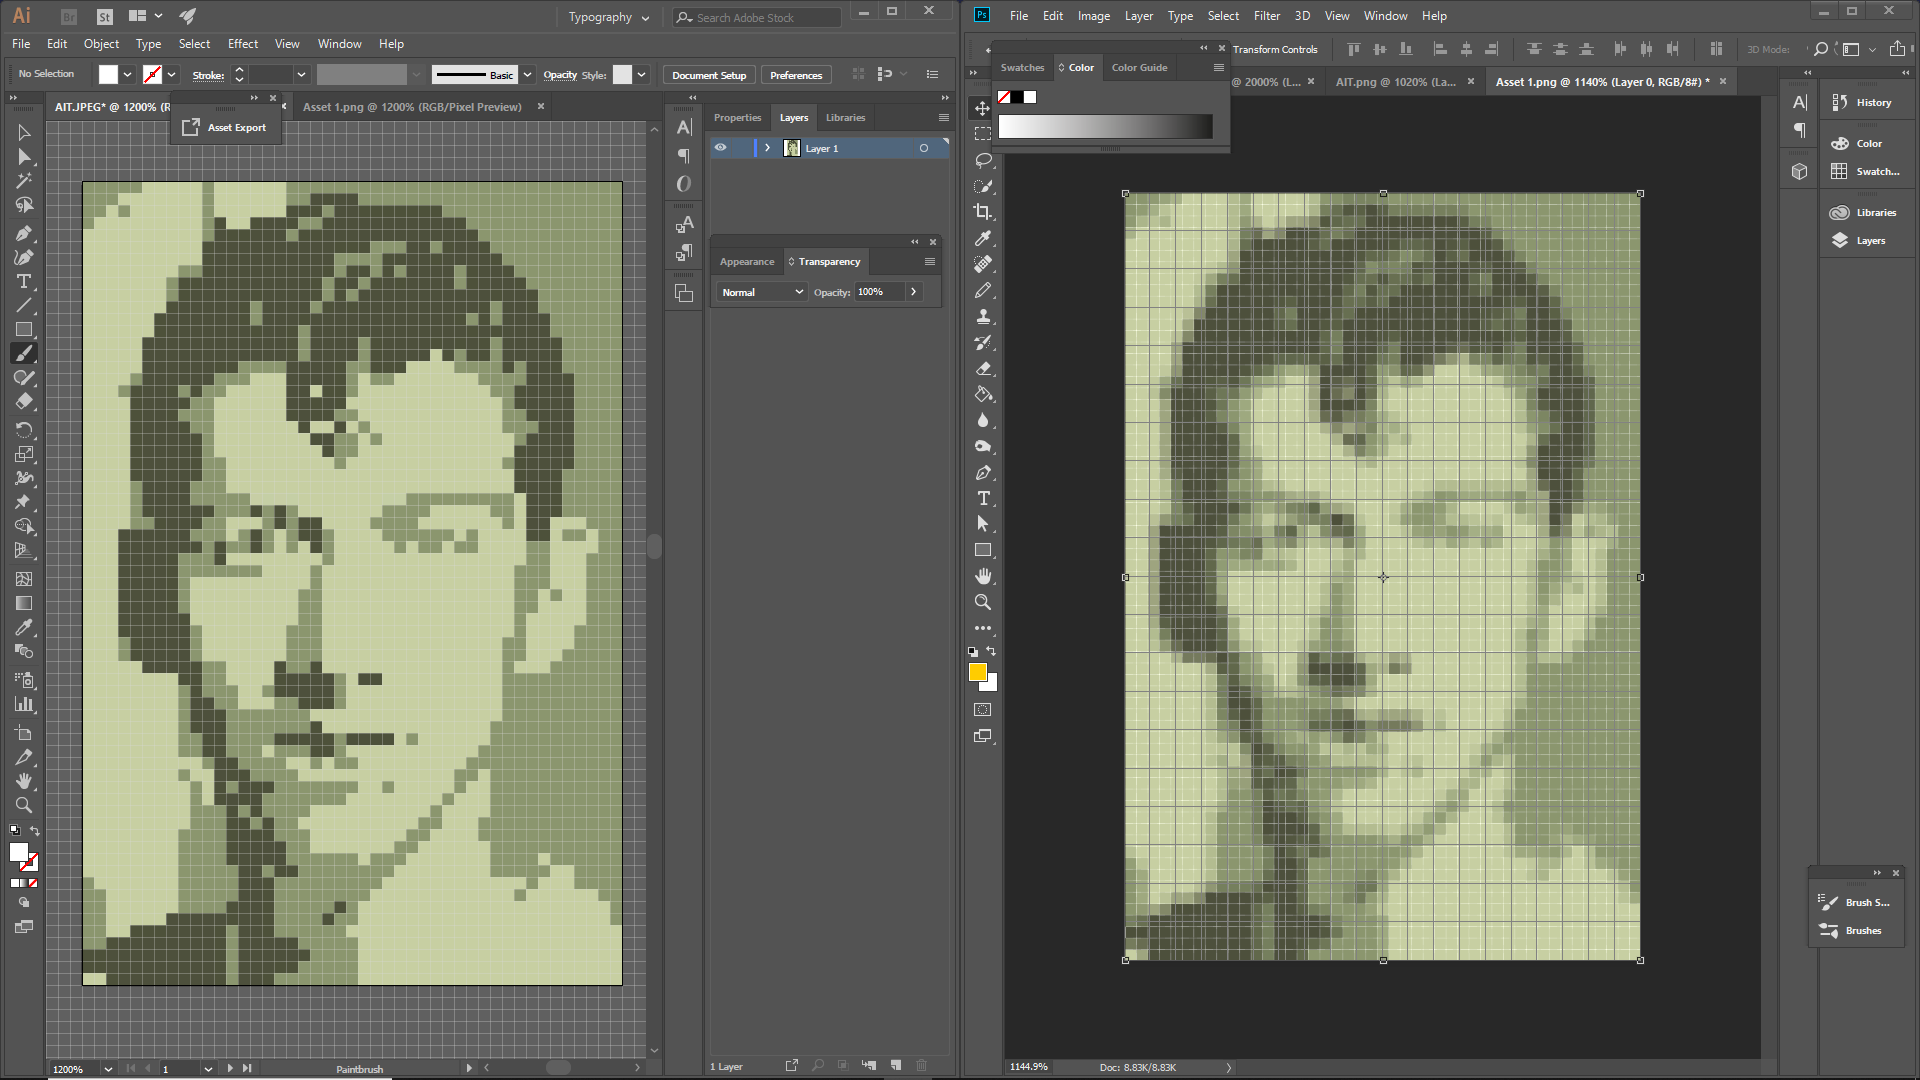 Ai Br St Typography Search Adobe Stock
File Edit Object Type Select Effect View Window Help
No Selection Stroke: Basic Opacity Style: Document Setup Preferences
AIT.JPEG* @ 1200% (R Asset 1.png @ 1200% (RGB/Pixel Preview)
Asset Export
Properties Layers Libraries
Layer 1
Appearance Transparency
Normal Opacity: 100%
1 Layer
1200% 1 Paintbrush
Ps File Edit Image Layer Type Select Filter 3D View Window Help
Transform Controls 3D Mode:
Swatches Color Color Guide
@ 2000% (L... AIT.png @ 1020% (La... Asset 1.png @ 1140% (Layer 0, RGB/8#) *
History
Color
Swatch...
Libraries
Layers
Brush S...
Brushes
1144.9% Doc: 8.83K/8.83K